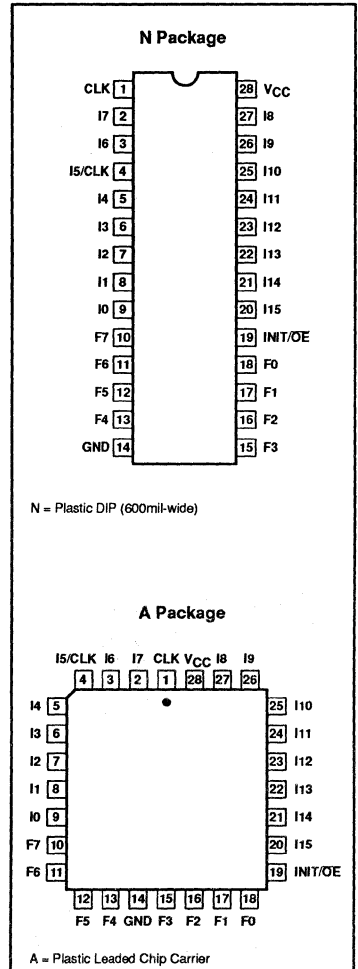 N Package
CLK 1 28 VCC
I7 2 27 I8
I6 3 26 I9
I5/CLK 4 25 I10
I4 5 24 I11
I3 6 23 I12
I2 7 22 I13
I1 8 21 I14
I0 9 20 I15
F7 10 19 INIT/OE
F6 11 18 F0
F5 12 17 F1
F4 13 16 F2
GND 14 15 F3
N = Plastic DIP (600mil-wide)
A Package
I5/CLK I6 I7 CLK VCC I8 I9
4 3 2 1 28 27 26
I4 5 25 I10
I3 6 24 I11
I2 7 23 I12
I1 8 22 I13
I0 9 21 I14
F7 10 20 I15
F6 11 19 INIT/OE
12 13 14 15 16 17 18
F5 F4 GND F3 F2 F1 F0
A = Plastic Leaded Chip Carrier